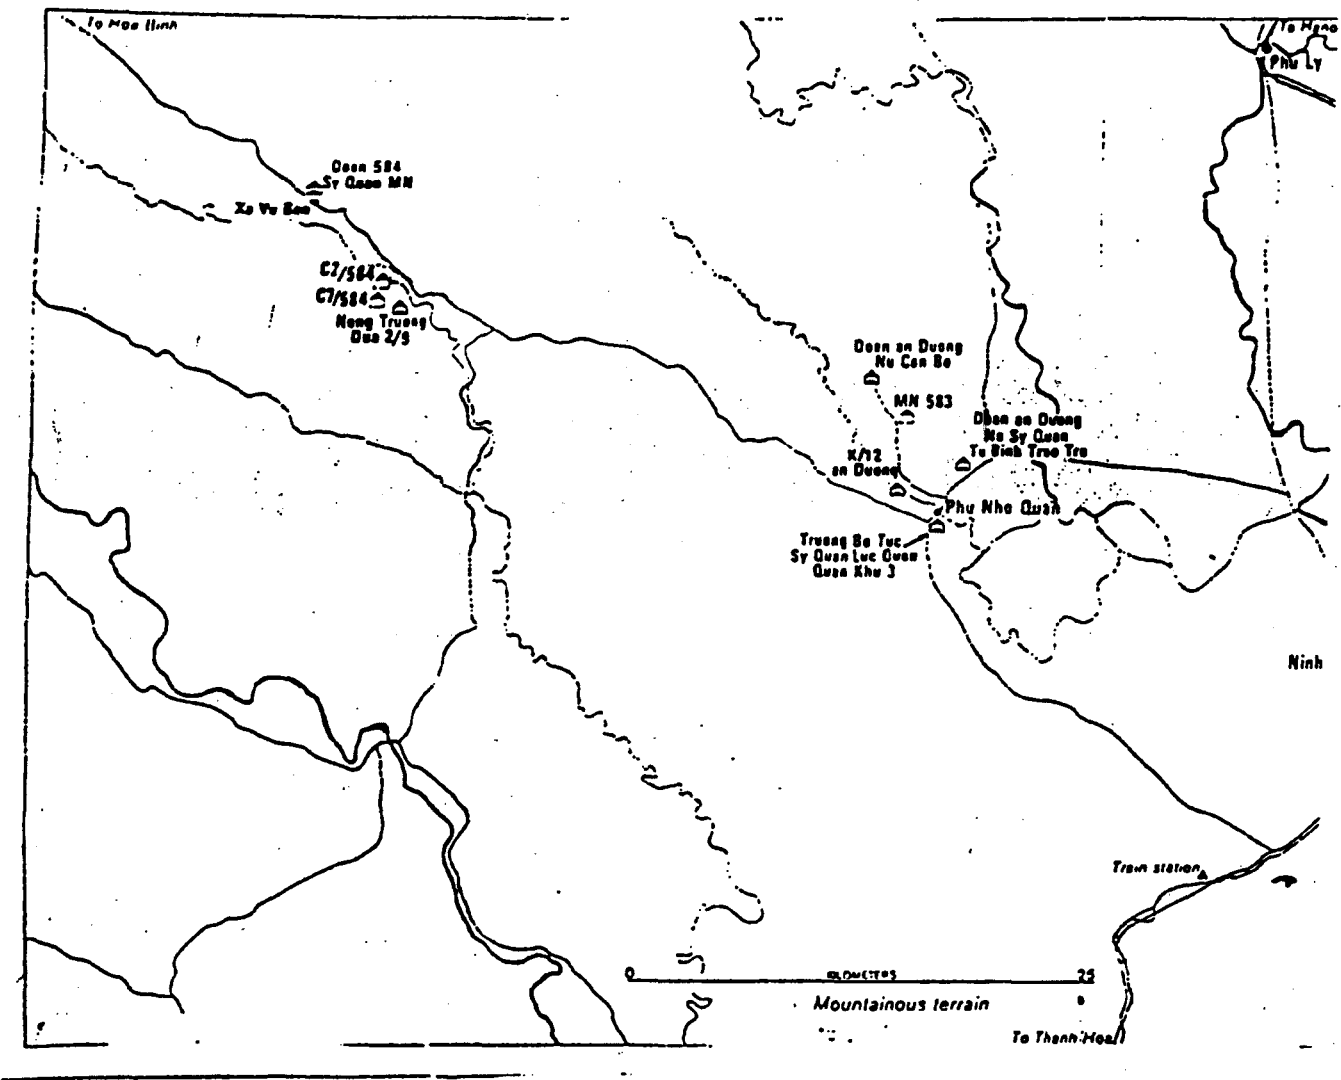 To Hoa Binh
To Hano
Phu Ly
Doan 584
Sy Quan MN
Xa Vu Ban
C2/584
C7/584
Nong Truong
Dua 2/9
Doan an Duong
Nu Can Bo
MN 583
Doan an Duong
Na Sy Quan
Tu Binh Trao Tra
K/12
an Duong
Phu Nho Quan
Truong Bo Tuc
Sy Quan Luc Quan
Quan Khu 3
Ninh
Train station
0 KILOMETERS 25
Mountainous terrain
To Thanh Hoa